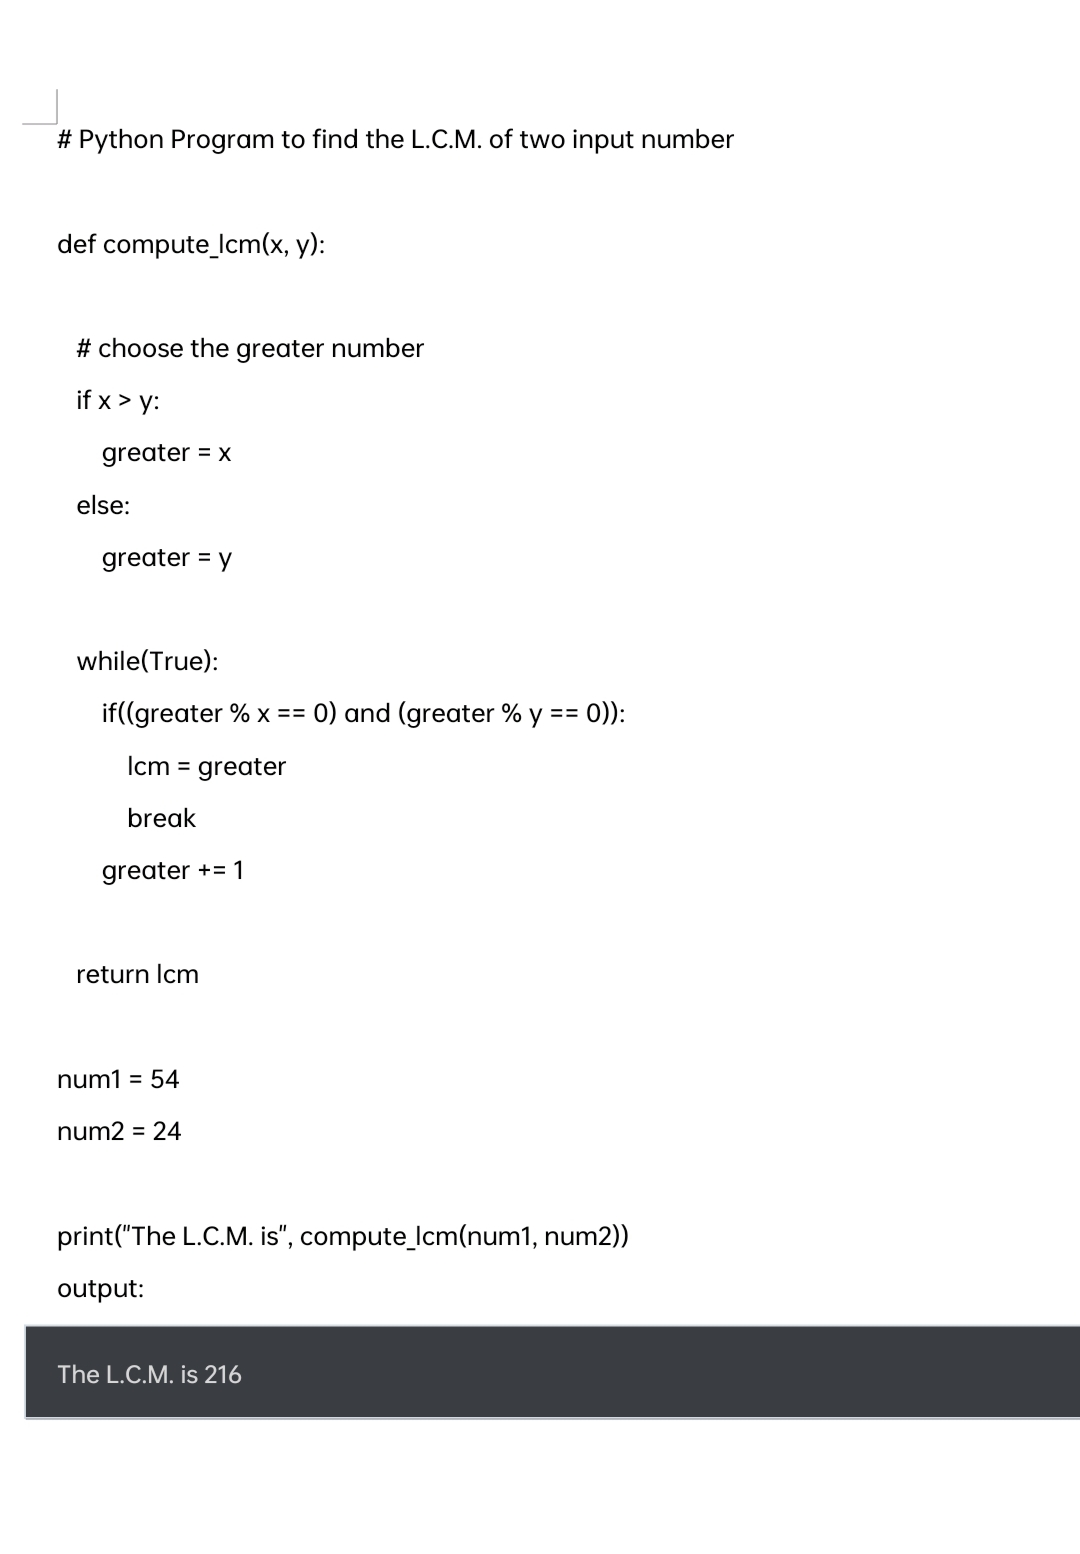 # Python Program to find the L.C.M. of two input number
def compute_lcm(x, y):
# choose the greater number
if x > y:
greater = x
else:
greater = y
while(True):
if((greater % x == 0) and (greater % y == 0)):
lcm = greater
break
greater += 1
return lcm
num1 = 54
num2 = 24
print("The L.C.M. is", compute_lcm(num1, num2))
output:
The L.C.M. is 216